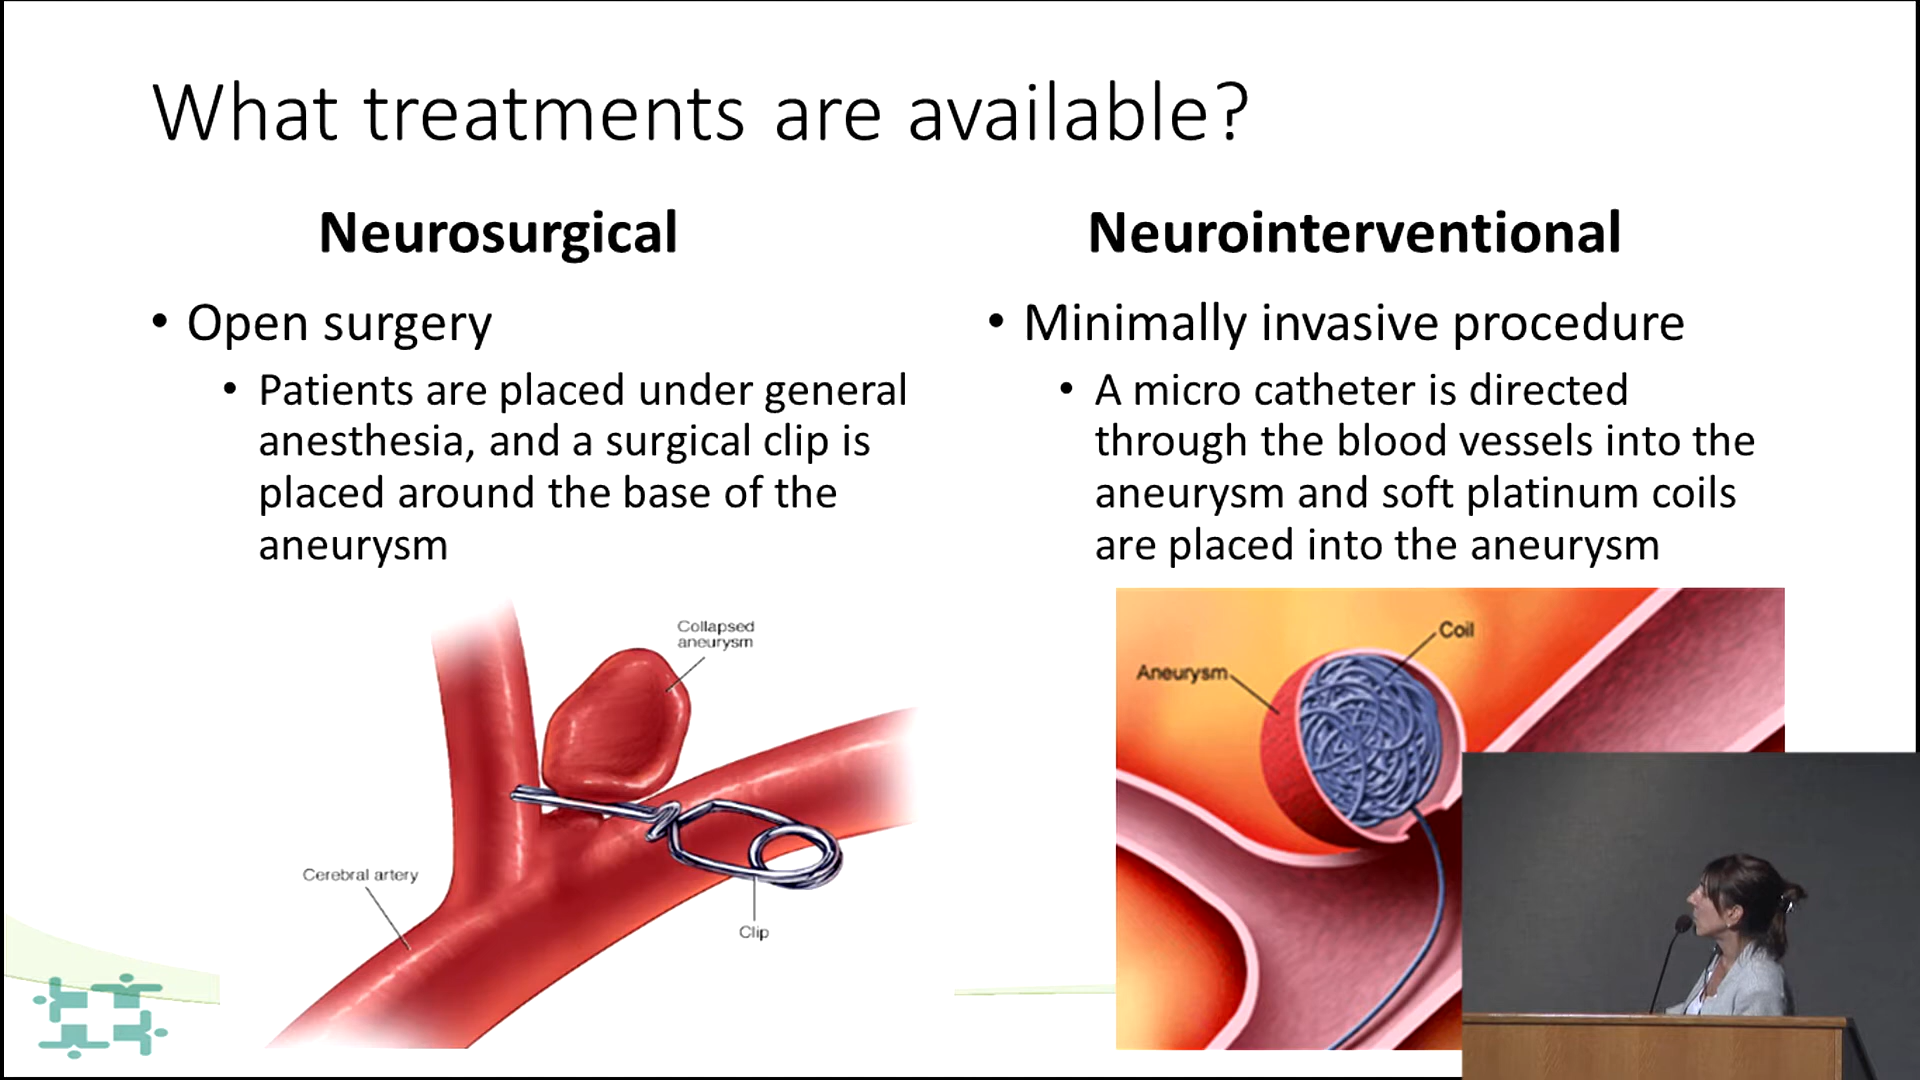 What treatments are available?
Neurosurgical
• Open surgery
• Patients are placed under general
anesthesia, and a surgical clip is
placed around the base of the
aneurysm
Collapsed
aneurysm
Cerebral artery
Clip
Neurointerventional
• Minimally invasive procedure
• A micro catheter is directed
through the blood vessels into the
aneurysm and soft platinum coils
are placed into the aneurysm
Coil
Aneurysm